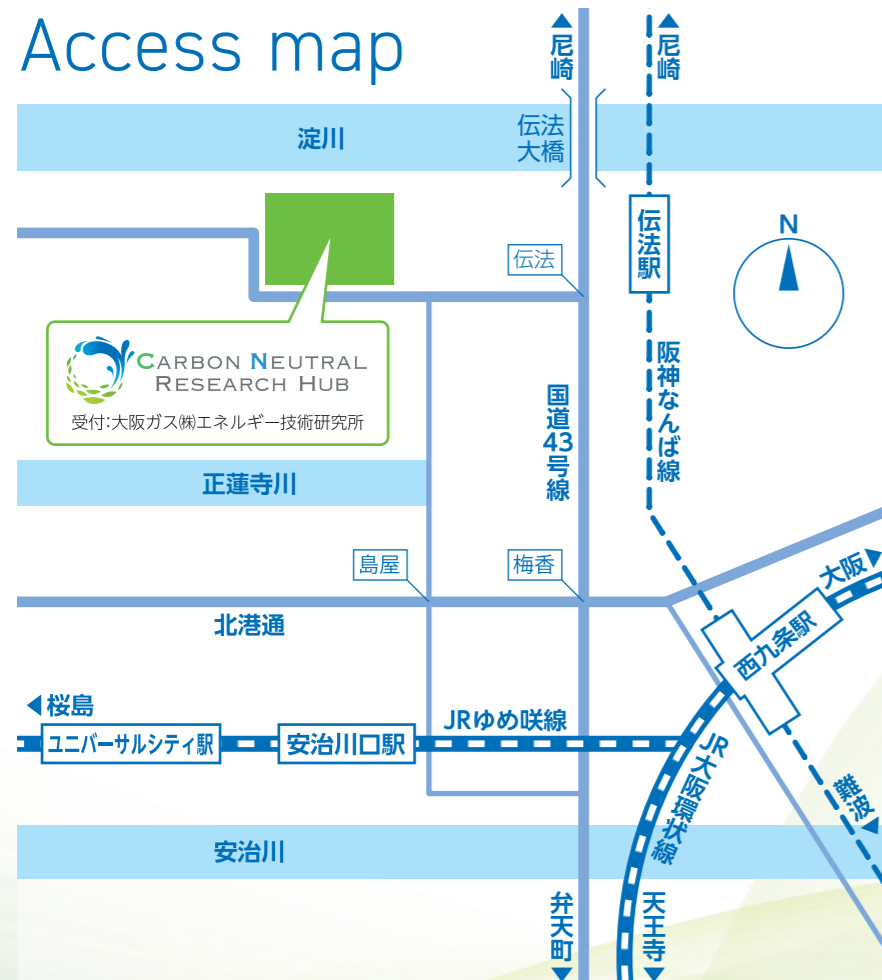 Access map
尼崎
尼崎
淀川
伝法
大橋
伝法駅
N
伝法
CARBON NEUTRAL
RESEARCH HUB
受付:大阪ガス㈱エネルギー技術研究所
阪神なんば線
国道43号線
正蓮寺川
島屋
梅香
大阪
北港通
西九条駅
桜島
JRゆめ咲線
ユニバーサルシティ駅
安治川口駅
JR大阪環状線
難波
安治川
弁天町
天王寺